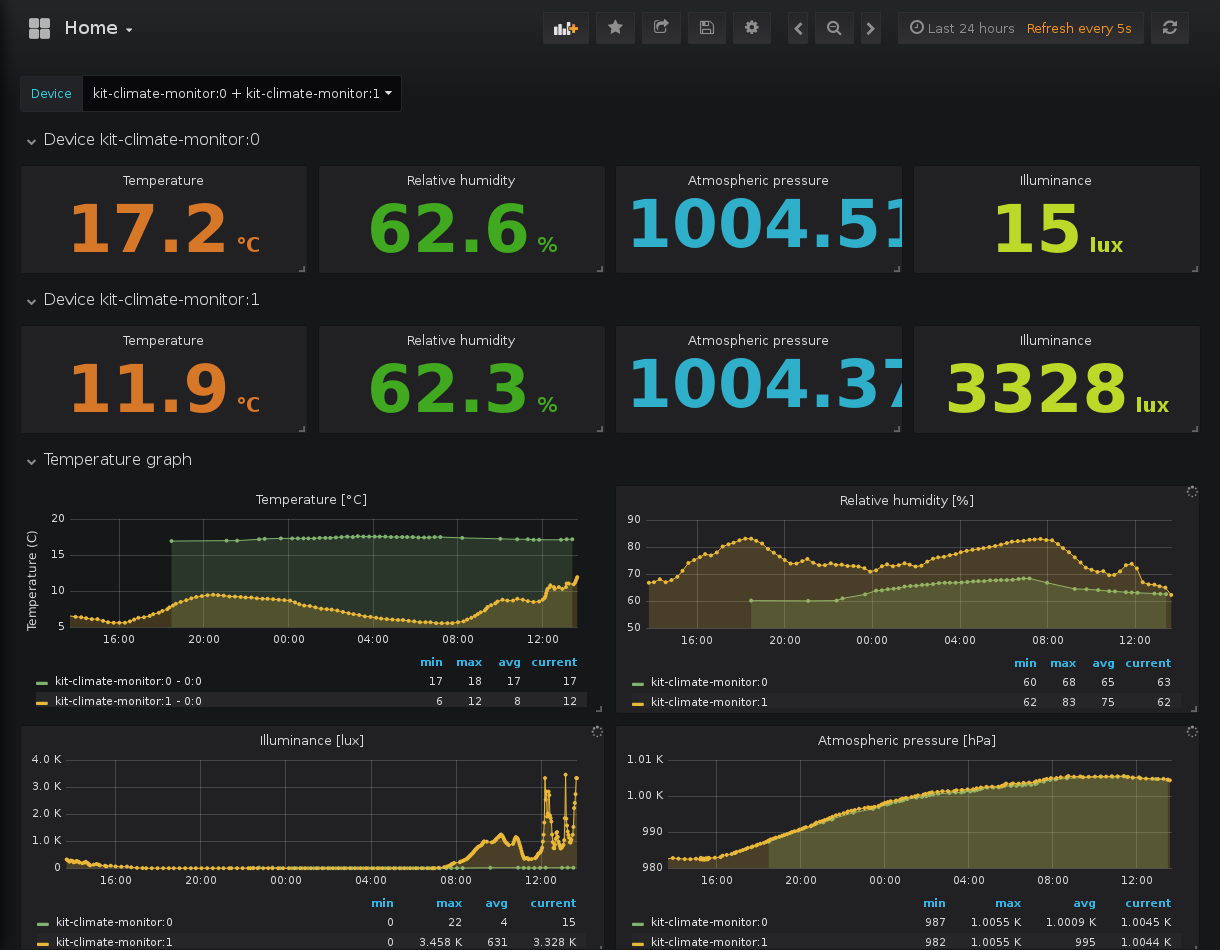 Home
Last 24 hours Refresh every 5s
Device kit-climate-monitor:0 + kit-climate-monitor:1
Device kit-climate-monitor:0
Temperature Relative humidity Atmospheric pressure Illuminance
17.2 °C 62.6 % 1004.51 15 lux
Device kit-climate-monitor:1
Temperature Relative humidity Atmospheric pressure Illuminance
11.9 °C 62.3 % 1004.37 3328 lux
Temperature graph
Temperature [°C]
Temperature (C)
20
15
10
5
16:00 20:00 00:00 04:00 08:00 12:00
min max avg current
kit-climate-monitor:0 - 0:0 17 18 17 17
kit-climate-monitor:1 - 0:0 6 12 8 12
Relative humidity [%]
90
80
70
60
50
16:00 20:00 00:00 04:00 08:00 12:00
min max avg current
kit-climate-monitor:0 60 68 65 63
kit-climate-monitor:1 62 83 75 62
Illuminance [lux]
4.0 K
3.0 K
2.0 K
1.0 K
0
16:00 20:00 00:00 04:00 08:00 12:00
min max avg current
kit-climate-monitor:0 0 22 4 15
kit-climate-monitor:1 0 3.458 K 631 3.328 K
Atmospheric pressure [hPa]
1.01 K
1.00 K
990
980
16:00 20:00 00:00 04:00 08:00 12:00
min max avg current
kit-climate-monitor:0 987 1.0055 K 1.0009 K 1.0045 K
kit-climate-monitor:1 982 1.0055 K 995 1.0044 K